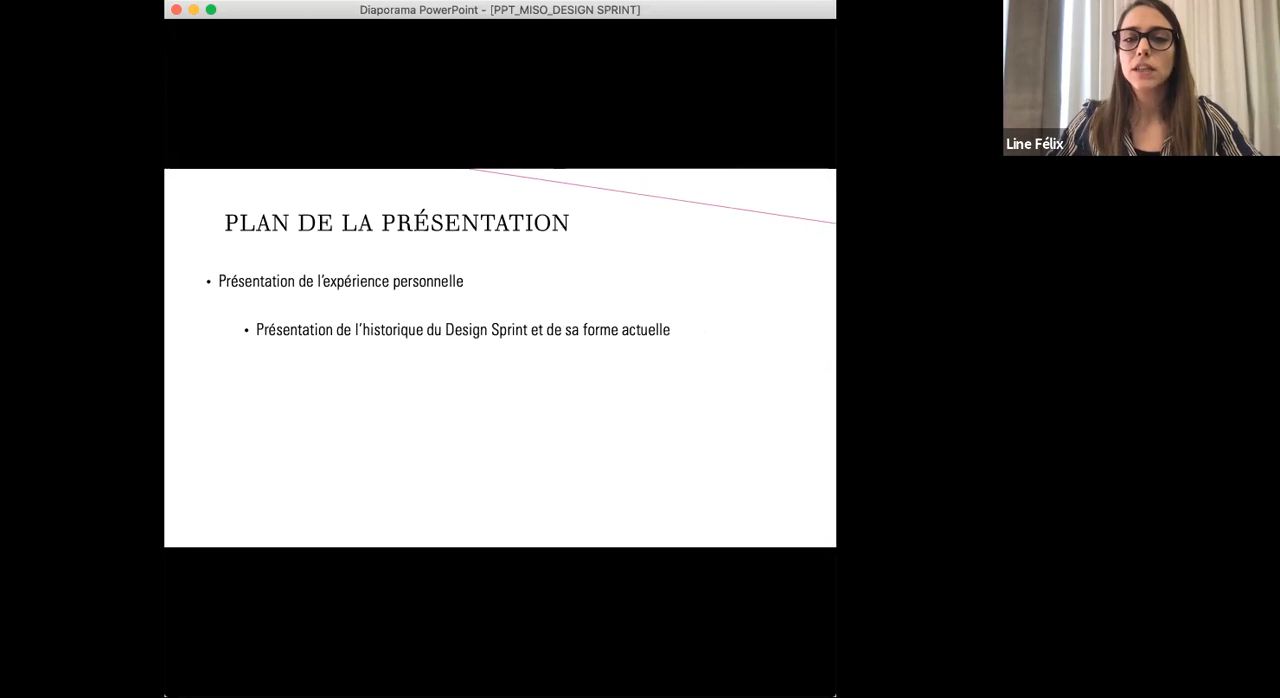 Diaporama PowerPoint - [PPT_MISO_DESIGN SPRINT]
Line Félix
PLAN DE LA PRÉSENTATION
• Présentation de l'expérience personnelle
• Présentation de l'historique du Design Sprint et de sa forme actuelle